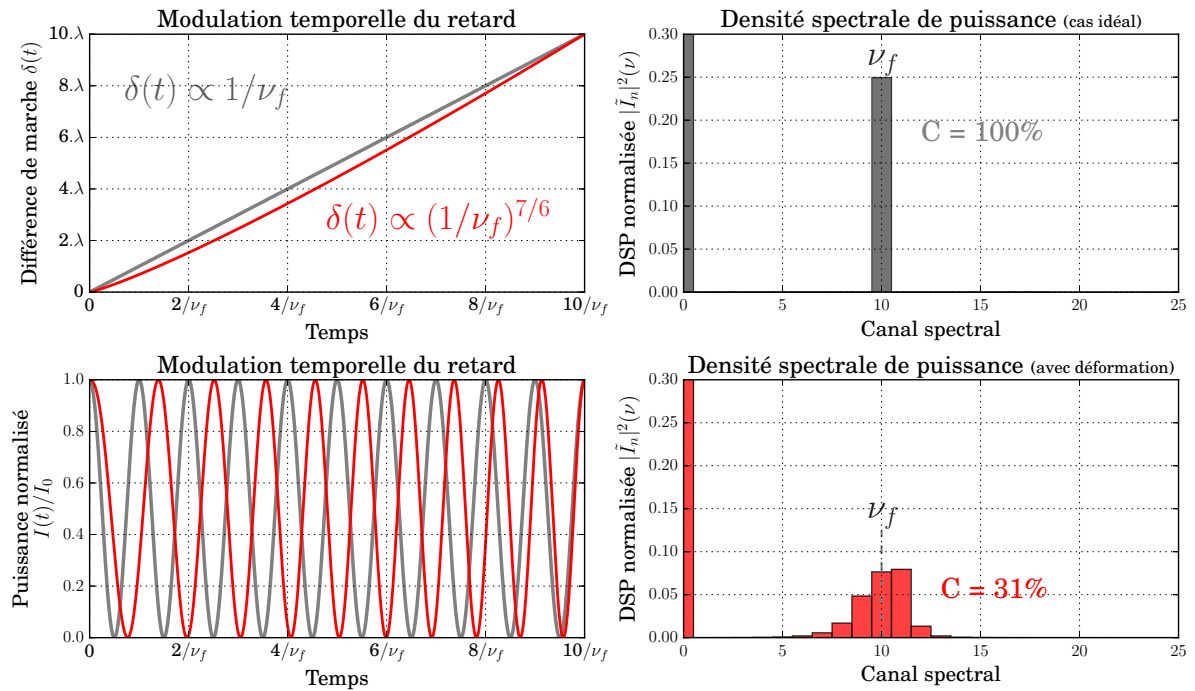 Modulation temporelle du retard
Différence de marche δ(t)
10.λ
8.λ
6.λ
4.λ
2.λ
0
δ(t) ∝ 1/ν_f
δ(t) ∝ (1/ν_f)^{7/6}
0 2/ν_f 4/ν_f 6/ν_f 8/ν_f 10/ν_f
Temps
Densité spectrale de puissance (cas idéal)
DSP normalisée |Ĩ_n|²(ν)
0.30
0.25
0.20
0.15
0.10
0.05
0.00
ν_f
C = 100%
0 5 10 15 20 25
Canal spectral
Modulation temporelle du retard
Puissance normalisé
I(t)/I_0
1.0
0.8
0.6
0.4
0.2
0.0
0 2/ν_f 4/ν_f 6/ν_f 8/ν_f 10/ν_f
Temps
Densité spectrale de puissance (avec déformation)
DSP normalisée |Ĩ_n|²(ν)
0.30
0.25
0.20
0.15
0.10
0.05
0.00
ν_f
C = 31%
0 5 10 15 20 25
Canal spectral